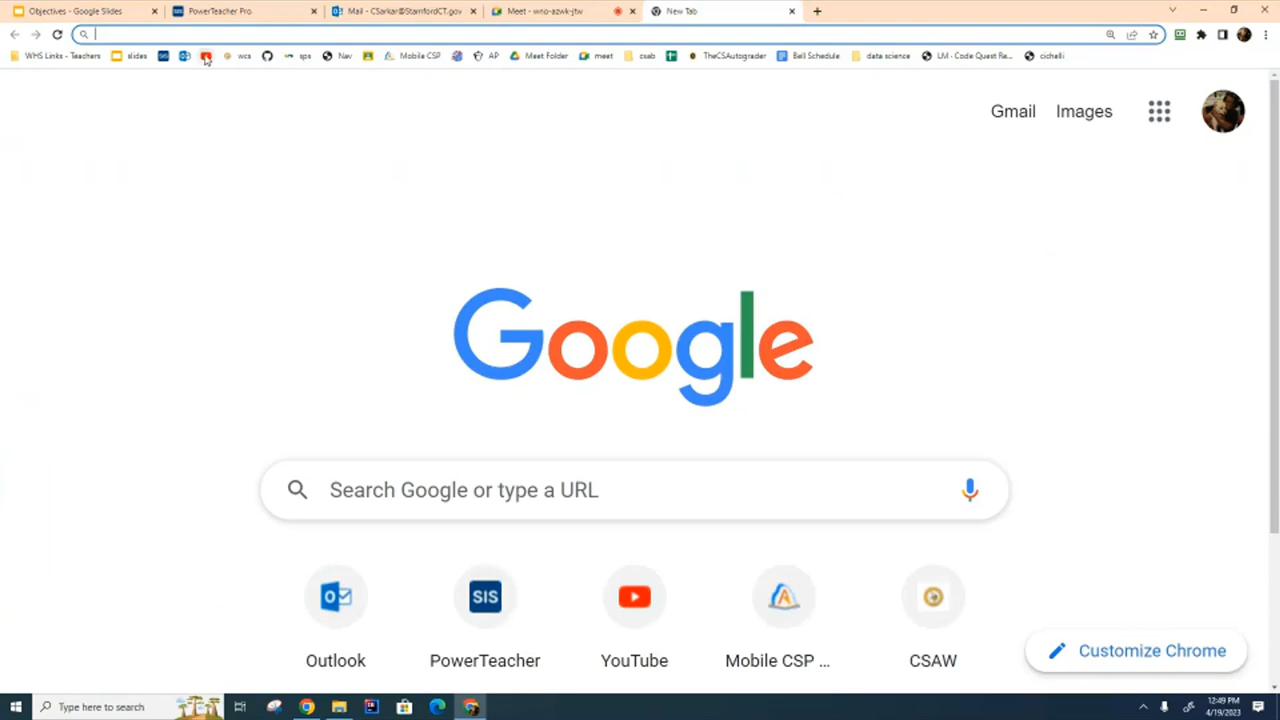 Objectives - Google Slides
PowerTeacher Pro
Mail - CSarkar@StamfordCT.gov
Meet - wno-azwk-jtw
New Tab
WHS Links - Teachers
slides
SIS
wcs
sps
Nav
Mobile CSP
AP
Meet Folder
meet
csab
TheCSAutograder
Bell Schedule
data science
LM - Code Quest Re...
cichelli
Gmail
Images
Google
Search Google or type a URL
SIS
Outlook
PowerTeacher
YouTube
Mobile CSP ...
CSAW
Customize Chrome
Type here to search
12:49 PM
4/19/2023